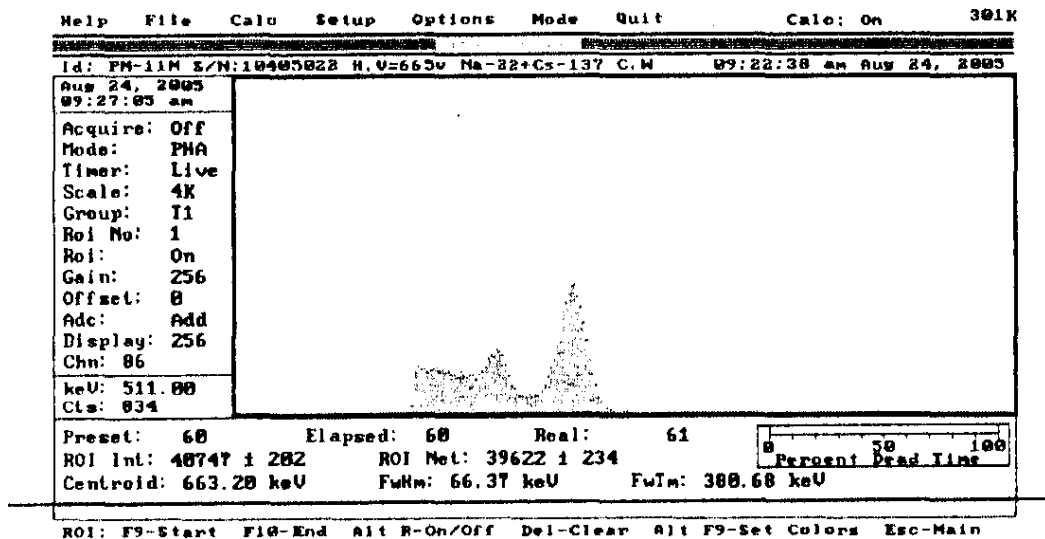 Help File Calc Setup Options Mode Quit Calc: On 301K
Id: PM-11M S/N:10405028 H.V=665v Na-22+Cs-137 C.W 09:22:38 am Aug 24, 2005
Aug 24, 2005
09:27:05 am
Acquire: Off
Mode: PHA
Timer: Live
Scale: 4K
Group: I1
Roi No: 1
Roi: On
Gain: 256
Offset: 0
Adc: Add
Display: 256
Chn: 86
keV: 511.00
Cts: 834
Preset: 60 Elapsed: 60 Real: 61
0 50 100
Percent Dead Time
ROI Int: 40747 ± 202 ROI Net: 39622 ± 234
Centroid: 663.20 keV FwHm: 66.37 keV FwTm: 380.68 keV
ROI: F9-Start F10-End Alt R-On/Off Del-Clear Alt F9-Set Colors Esc-Main